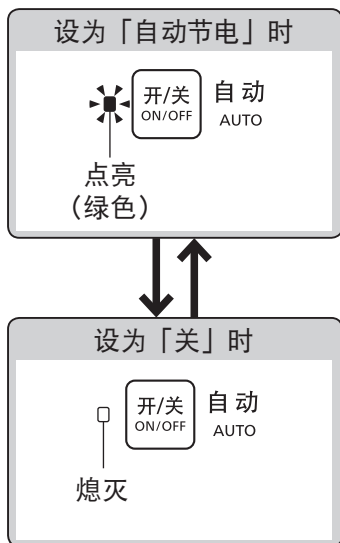 设为「自动节电」时
开/关 自动
ON/OFF AUTO
点亮
（绿色）
设为「关」时
开/关 自动
ON/OFF AUTO
熄灭